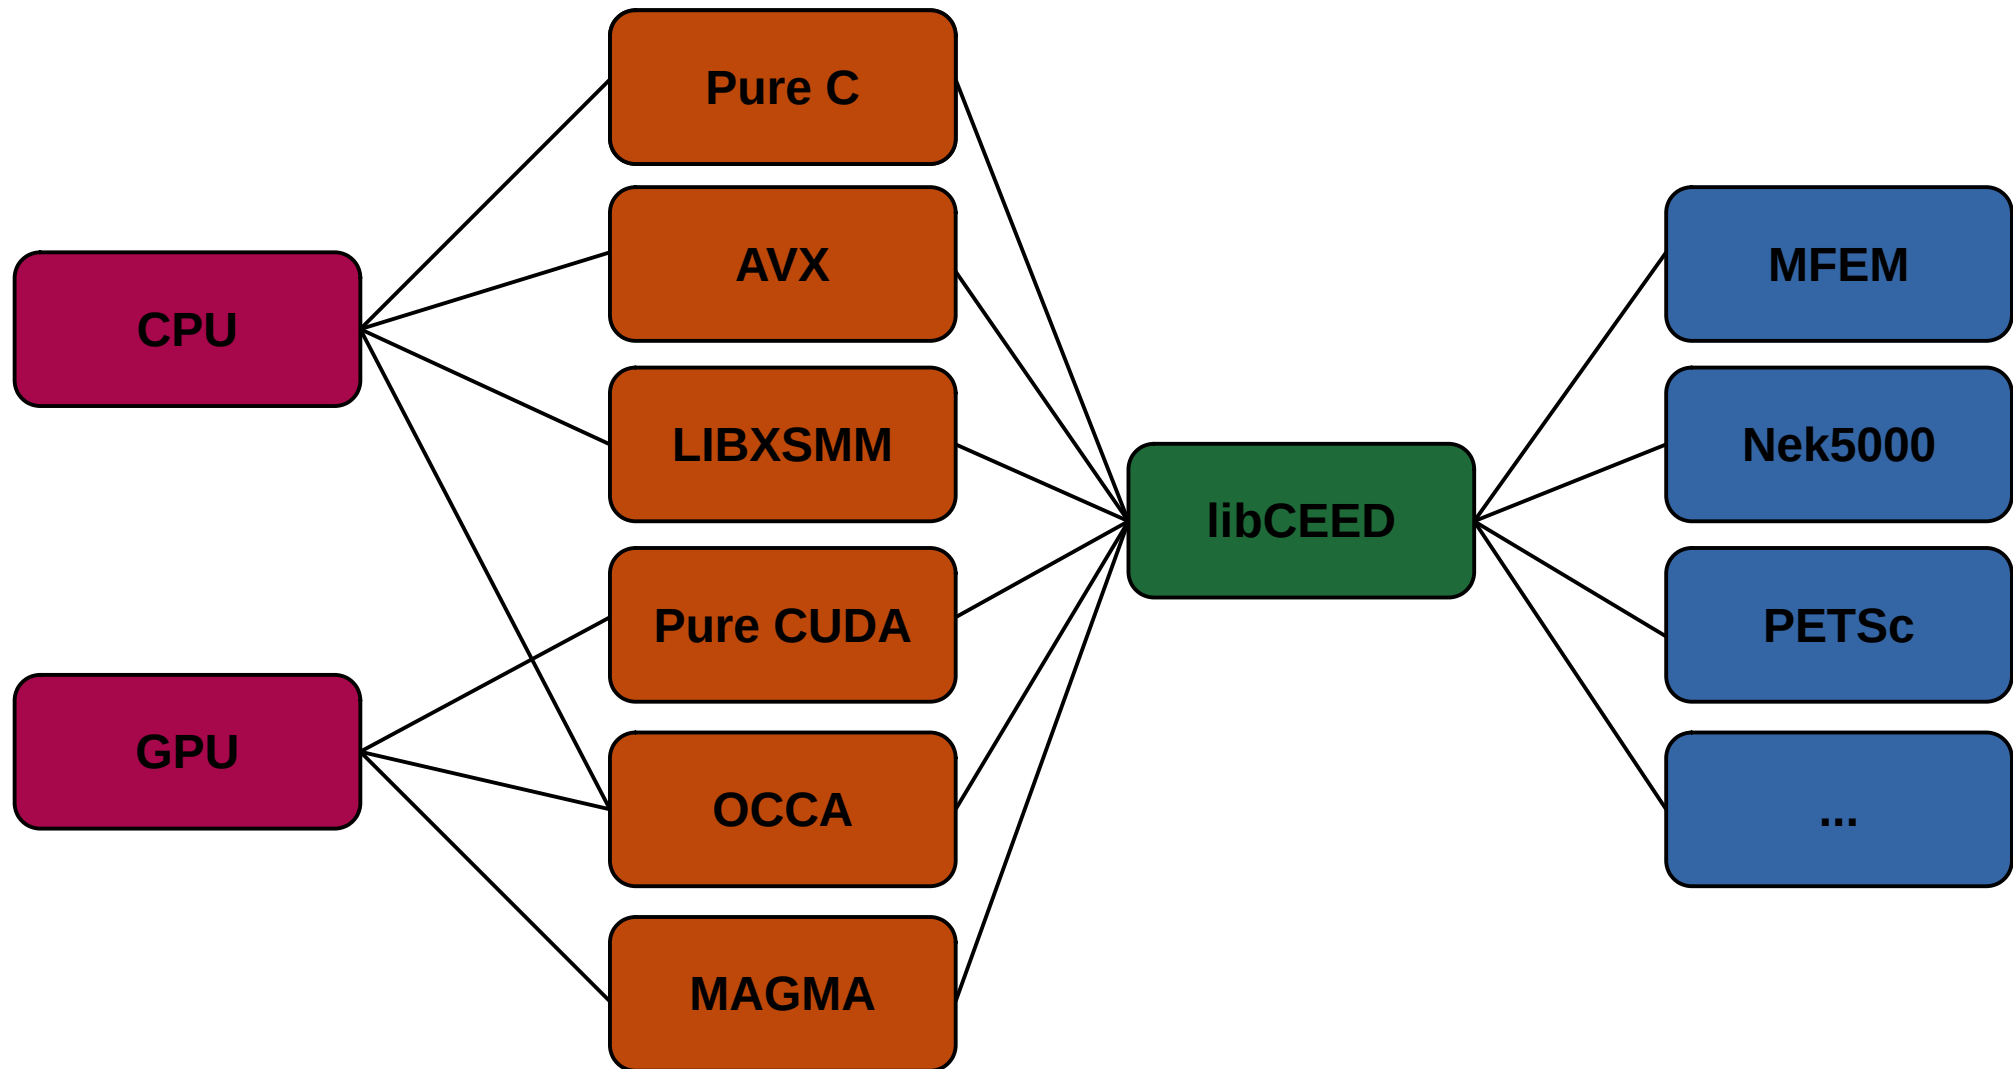 CPU
GPU
Pure C
AVX
LIBXSMM
Pure CUDA
OCCA
MAGMA
libCEED
MFEM
Nek5000
PETSc
...